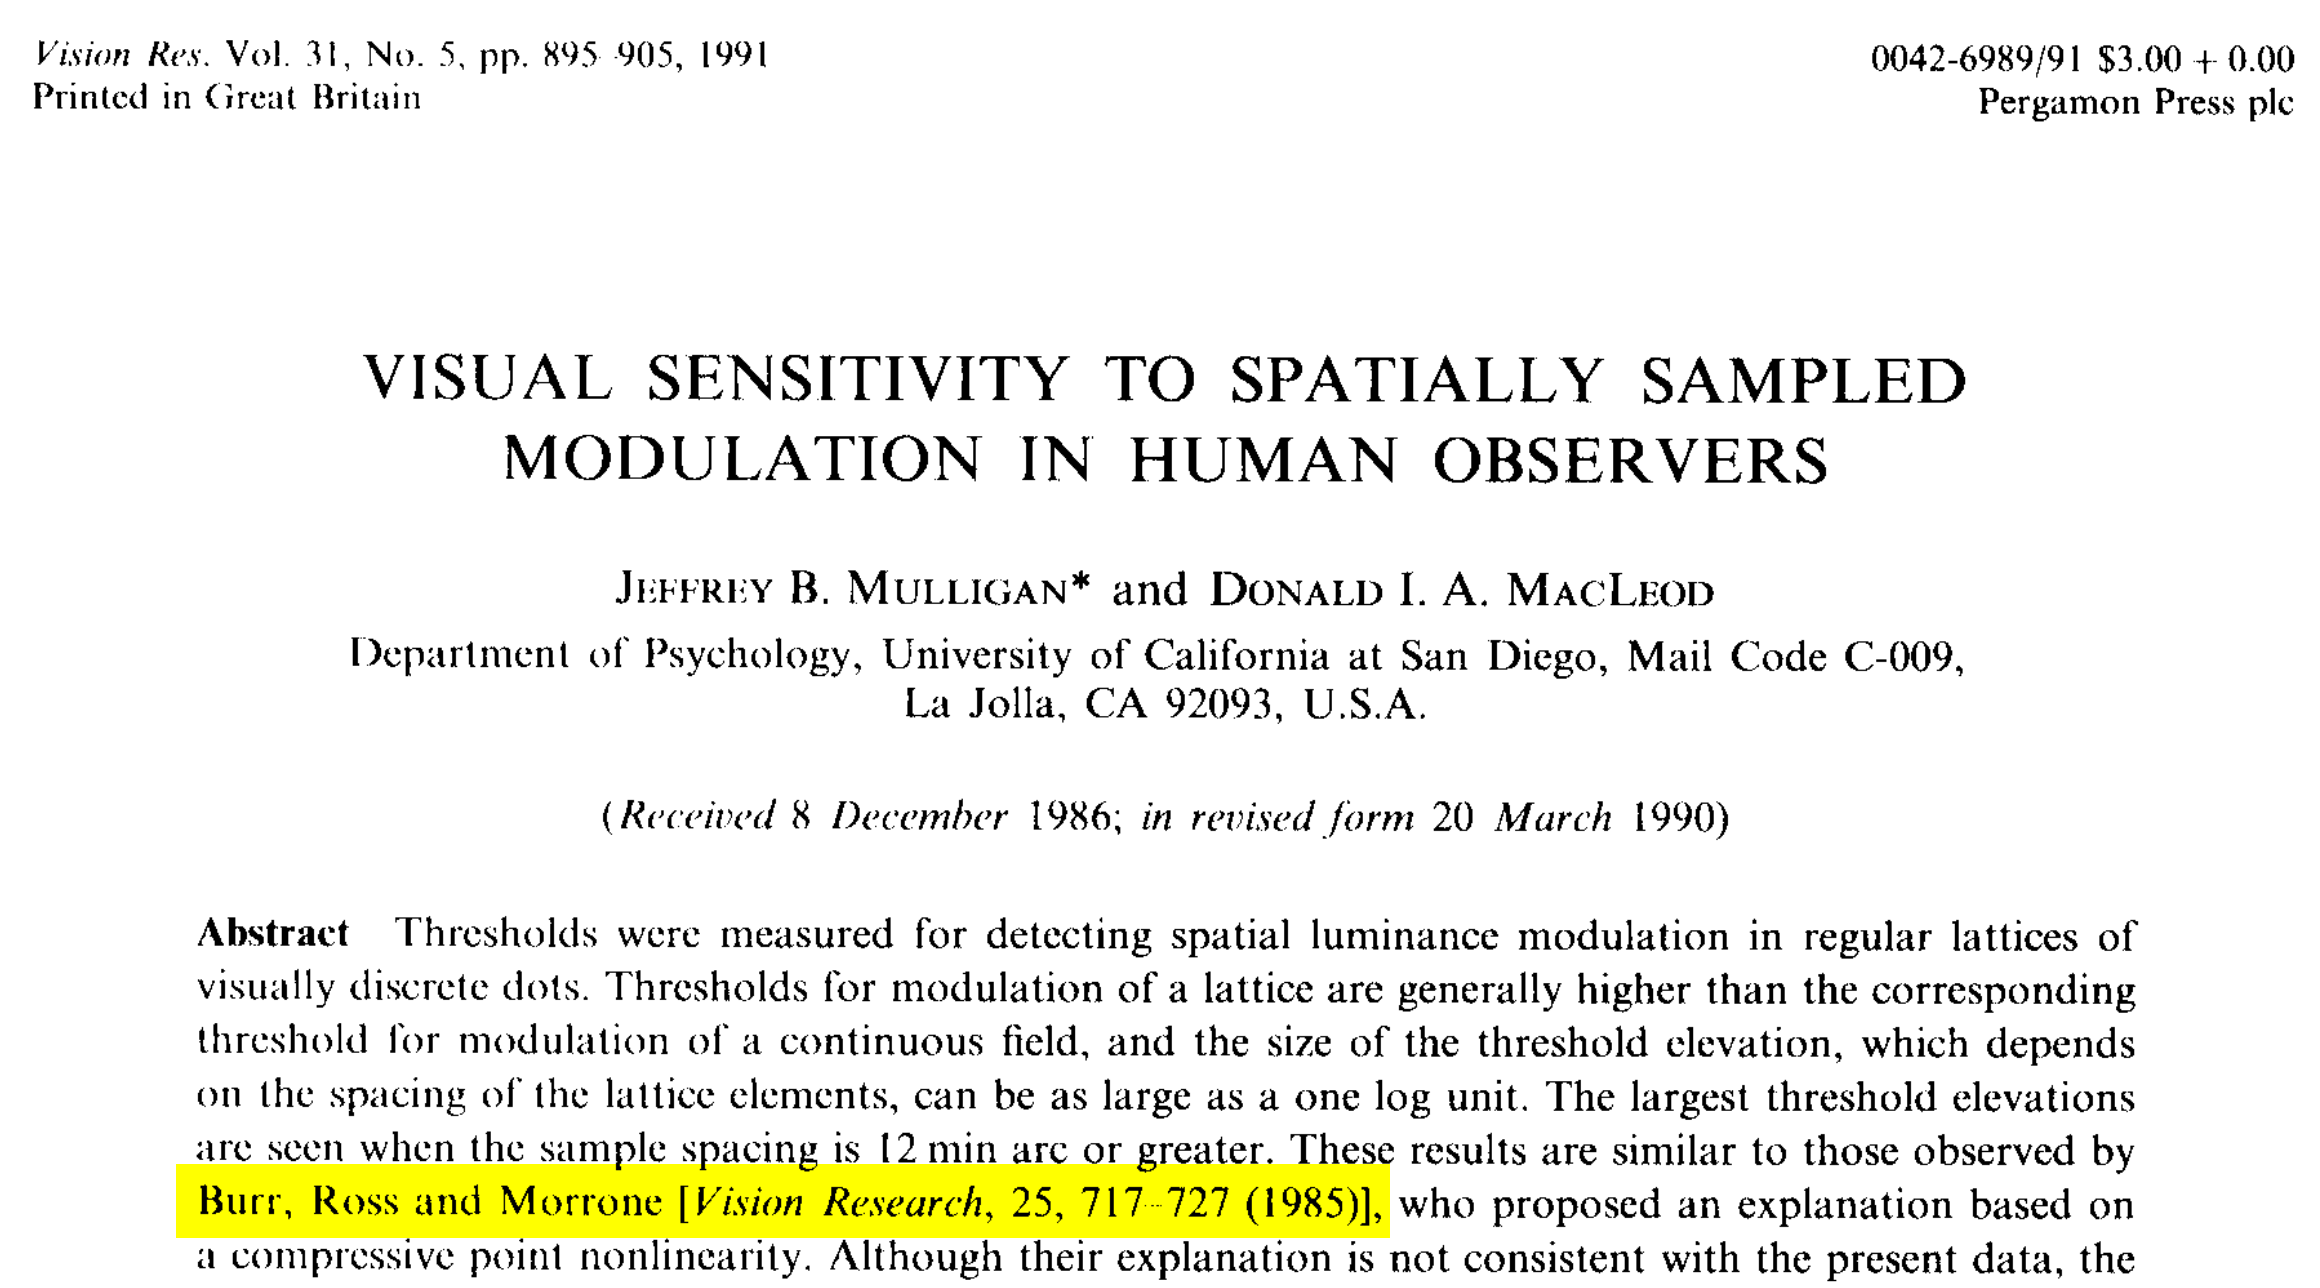 Vision Res. Vol. 31, No. 5, pp. 895-905, 1991
Printed in Great Britain
0042-6989/91 $3.00 + 0.00
Pergamon Press plc
VISUAL SENSITIVITY TO SPATIALLY SAMPLED
MODULATION IN HUMAN OBSERVERS
JEFFREY B. MULLIGAN* and DONALD I. A. MACLEOD
Department of Psychology, University of California at San Diego, Mail Code C-009,
La Jolla, CA 92093, U.S.A.
(Received 8 December 1986; in revised form 20 March 1990)
Abstract Thresholds were measured for detecting spatial luminance modulation in regular lattices of
visually discrete dots. Thresholds for modulation of a lattice are generally higher than the corresponding
threshold for modulation of a continuous field, and the size of the threshold elevation, which depends
on the spacing of the lattice elements, can be as large as a one log unit. The largest threshold elevations
are seen when the sample spacing is 12 min arc or greater. These results are similar to those observed by
Burr, Ross and Morrone [Vision Research, 25, 717-727 (1985)], who proposed an explanation based on
a compressive point nonlinearity. Although their explanation is not consistent with the present data, the